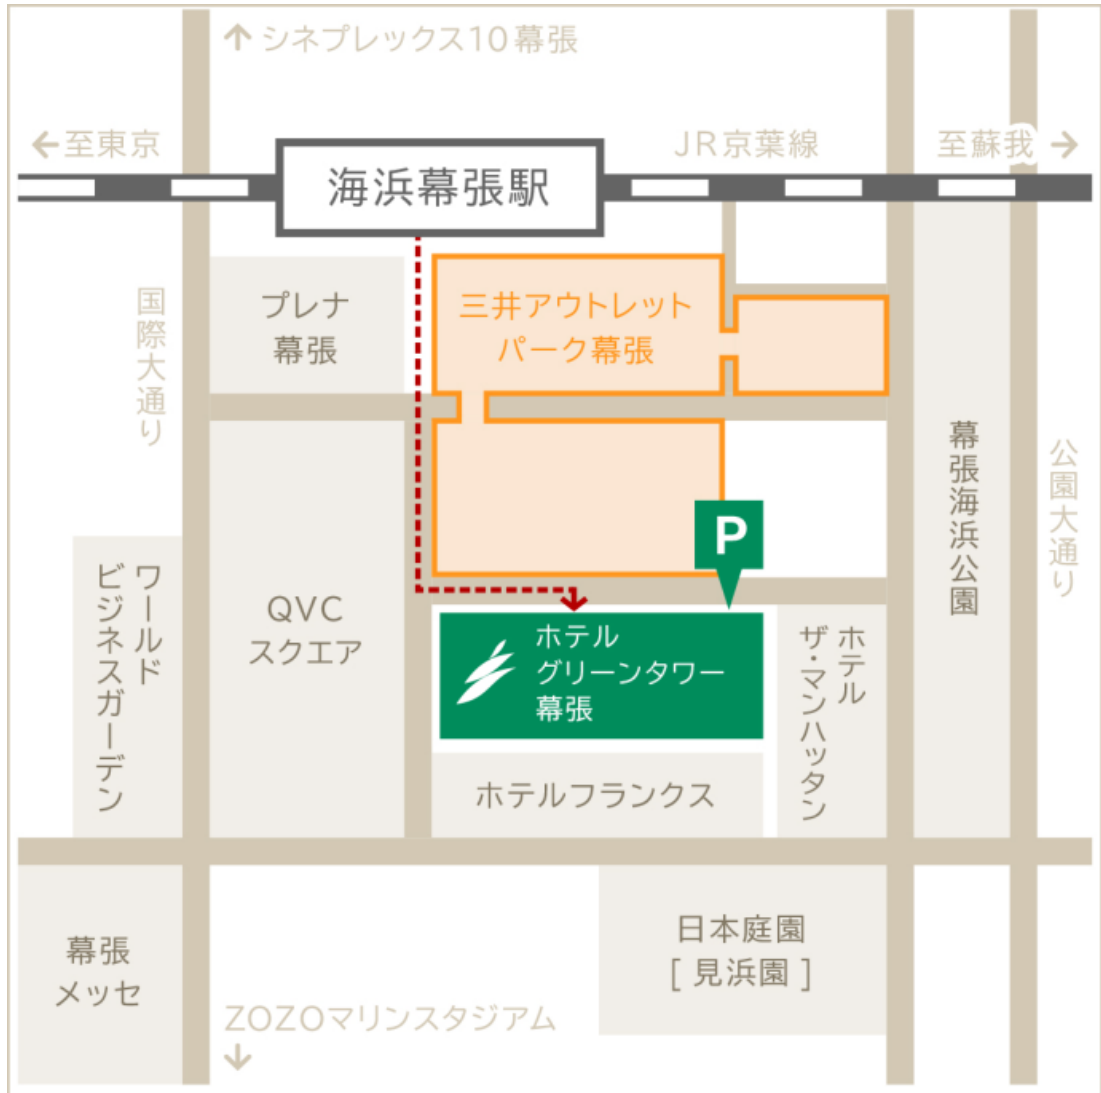 ↑ シネプレックス10幕張
←至東京
JR京葉線
至蘇我→
海浜幕張駅
国際大通り
プレナ
幕張
三井アウトレット
パーク幕張
幕張海浜公園
公園大通り
P
ワールド
ビジネスガーデン
QVC
スクエア
ホテル
グリーンタワー
幕張
ホテル
ザ・マンハッタン
ホテルフランクス
幕張
メッセ
日本庭園
[ 見浜園 ]
ZOZOマリンスタジアム
↓